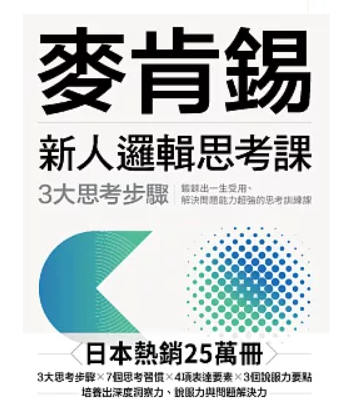 麥肯錫
新人邏輯思考課
3大思考步驟
鍛鍊出一生受用、
解決問題能力超強的思考訓練課
日本熱銷25萬冊
3大思考步驟×7個思考習慣×4項表達要素×3個說服力要點
培養出深度洞察力、說服力與問題解決力